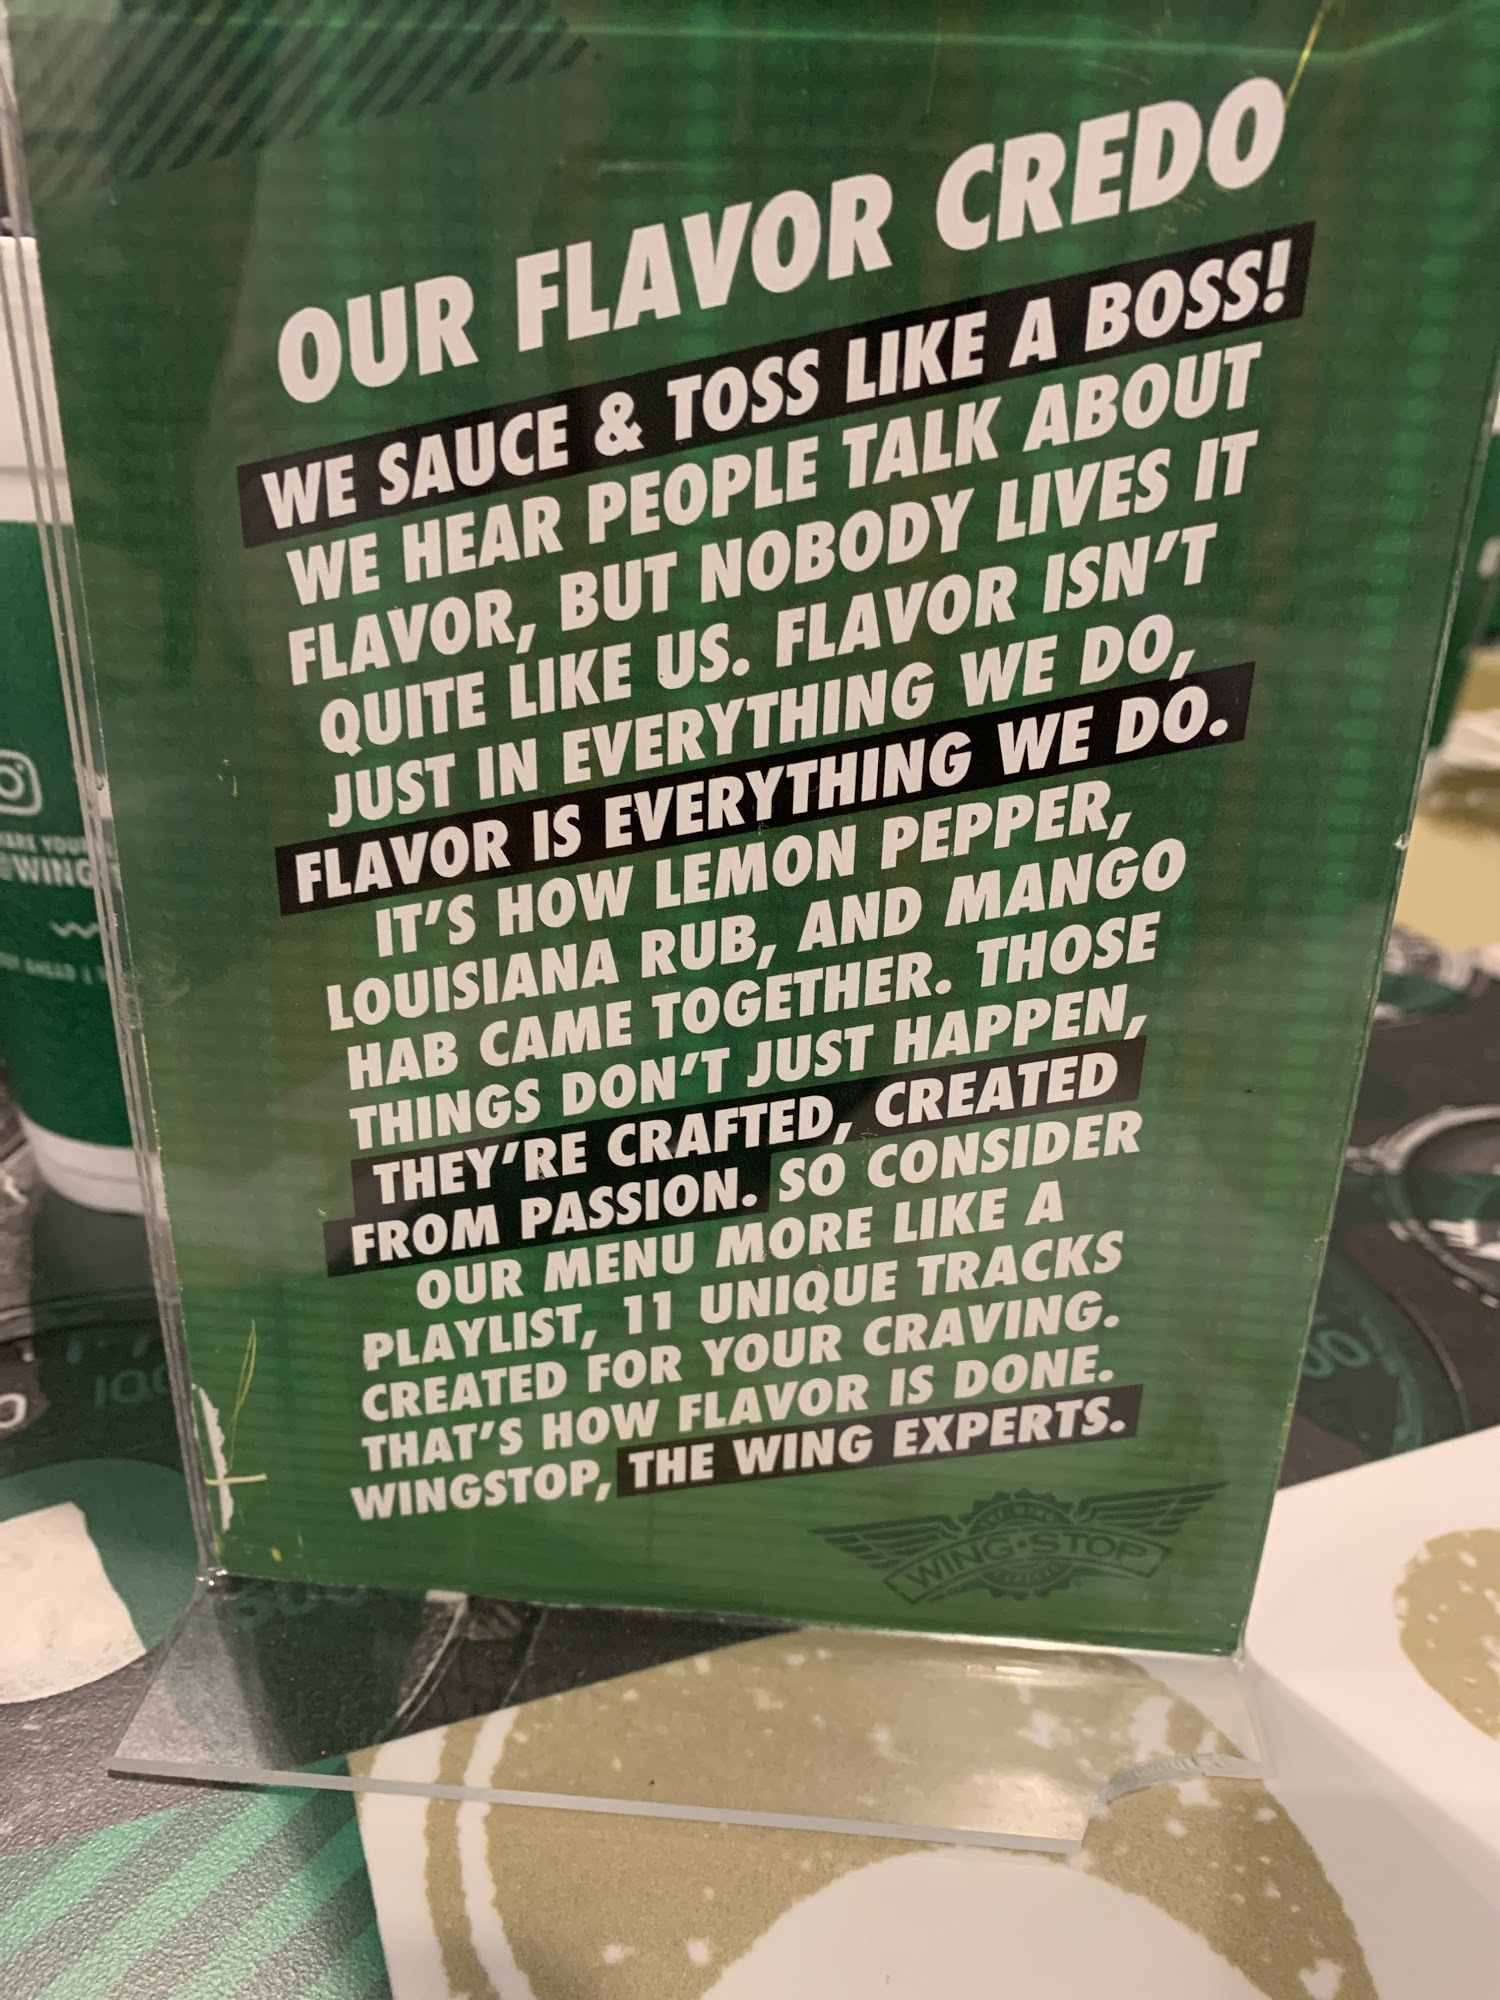 OUR FLAVOR CREDO
WE SAUCE & TOSS LIKE A BOSS!
WE HEAR PEOPLE TALK ABOUT
FLAVOR, BUT NOBODY LIVES IT
QUITE LIKE US. FLAVOR ISN'T
JUST IN EVERYTHING WE DO,
FLAVOR IS EVERYTHING WE DO.
IT'S HOW LEMON PEPPER,
LOUISIANA RUB, AND MANGO
HAB CAME TOGETHER. THOSE
THINGS DON'T JUST HAPPEN,
THEY'RE CRAFTED, CREATED
FROM PASSION. SO CONSIDER
OUR MENU MORE LIKE A
PLAYLIST, 11 UNIQUE TRACKS
CREATED FOR YOUR CRAVING.
THAT'S HOW FLAVOR IS DONE.
WINGSTOP, THE WING EXPERTS.
WING·STOP
YOUR
WING
100